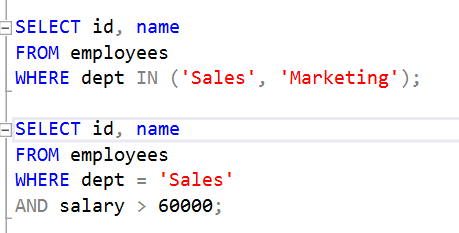 SELECT id, name
FROM employees
WHERE dept IN ('Sales', 'Marketing');
SELECT id, name
FROM employees
WHERE dept = 'Sales'
AND salary > 60000;